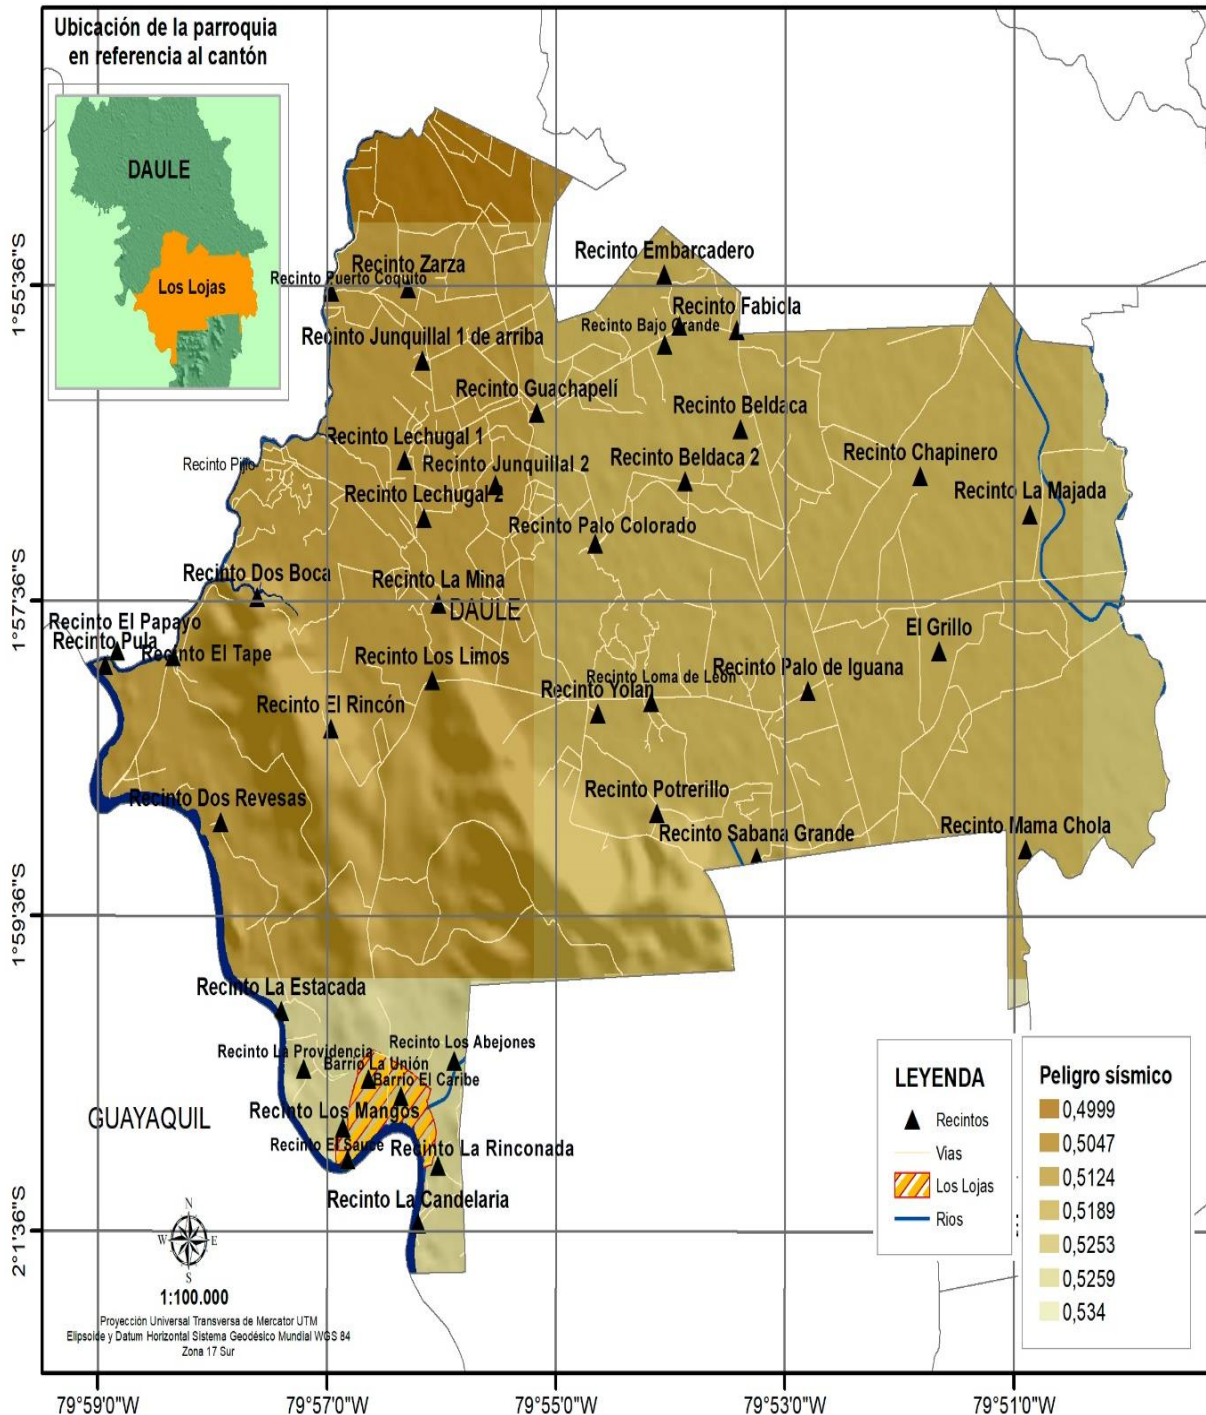 Ubicación de la parroquia
en referencia al cantón
DAULE
Los Lojas
Recinto Embarcadero
Recinto Zarza
Recinto Puerto Coquito
Recinto Fabiola
Recinto Bajo Grande
Recinto Junquillal 1 de arriba
Recinto Guachapelí
Recinto Beldaca
Recinto Lechugal 1
Recinto Junquillal 2
Recinto Beldaca 2
Recinto Chapinero
Recinto Lechugal 2
Recinto La Majada
Recinto Palo Colorado
Recinto Dos Boca
Recinto La Mina
DAULE
Recinto El Papayo
Recinto Pula
Recinto El Tape
Recinto Los Limos
El Grillo
Recinto Palo de Iguana
Recinto Loma de León
Recinto Yolan
Recinto El Rincón
Recinto Potrerillo
Recinto Dos Revesas
Recinto Sabana Grande
Recinto Mama Chola
Recinto La Estacada
Recinto Los Abejones
Recinto La Providencia
Barrio La Unión
Barrio El Caribe
Recinto Los Mangos
GUAYAQUIL
Recinto El Sauce
Recinto La Rinconada
Recinto La Candelaria
LEYENDA
Recintos
Vias
Los Lojas
Rios
Peligro sísmico
0,4999
0,5047
0,5124
0,5189
0,5253
0,5259
0,534
N
W E
S
1:100.000
Proyección Universal Transversa de Mercator UTM
Elipsoide y Datum Horizontal Sistema Geodésico Mundial WGS 84
Zona 17 Sur
1°55'36"S
1°57'36"S
1°59'36"S
2°1'36"S
79°59'0"W
79°57'0"W
79°55'0"W
79°53'0"W
79°51'0"W